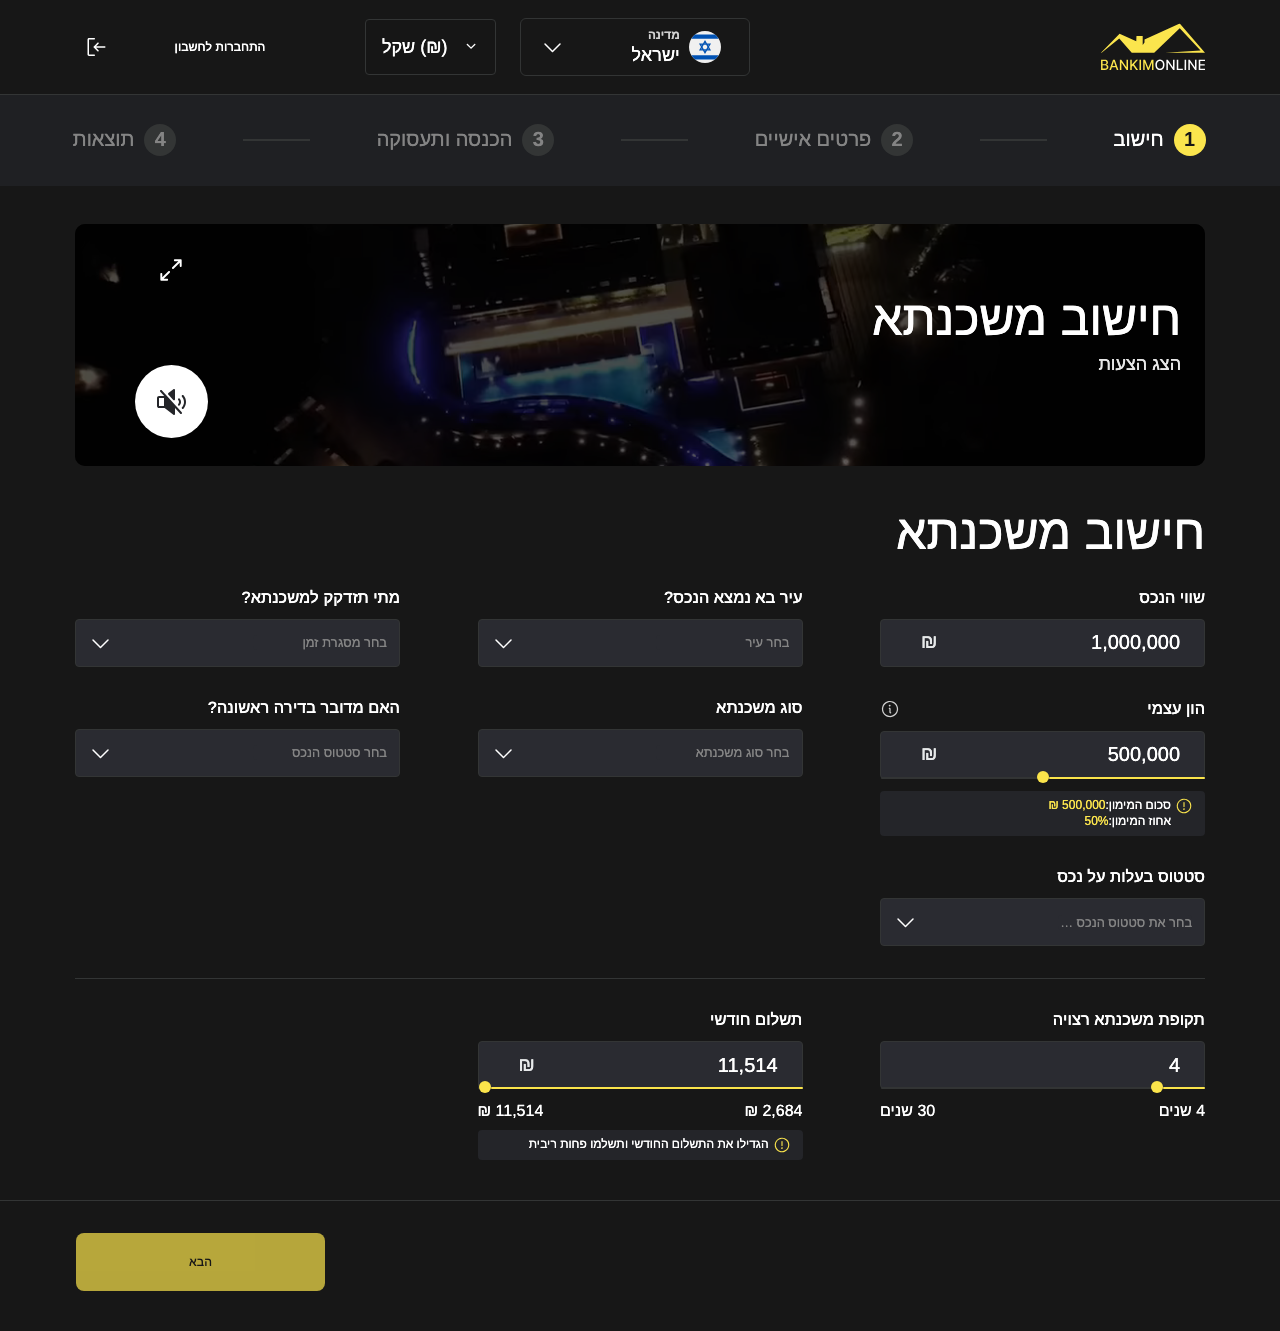 BANKIMONLINE
מדינה
ישראל
שקל (₪)
התחברות לחשבון
1 חישוב
2 פרטים אישיים
3 הכנסה ותעסוקה
4 תוצאות
חישוב משכנתא
הצג הצעות
חישוב משכנתא
שווי הנכס
1,000,000 ₪
עיר בא נמצא הנכס?
בחר עיר
מתי תזדקק למשכנתא?
בחר מסגרת זמן
הון עצמי
500,000 ₪
סכום המימון:500,000 ₪
אחוז המימון:50%
סוג משכנתא
בחר סוג משכנתא
האם מדובר בדירה ראשונה?
בחר סטטוס הנכס
סטטוס בעלות על נכס
בחר את סטטוס הנכס ...
תקופת משכנתא רצויה
4
4 שנים
30 שנים
תשלום חודשי
11,514 ₪
2,684 ₪
11,514 ₪
הגדילו את התשלום החודשי ותשלמו פחות ריבית
הבא